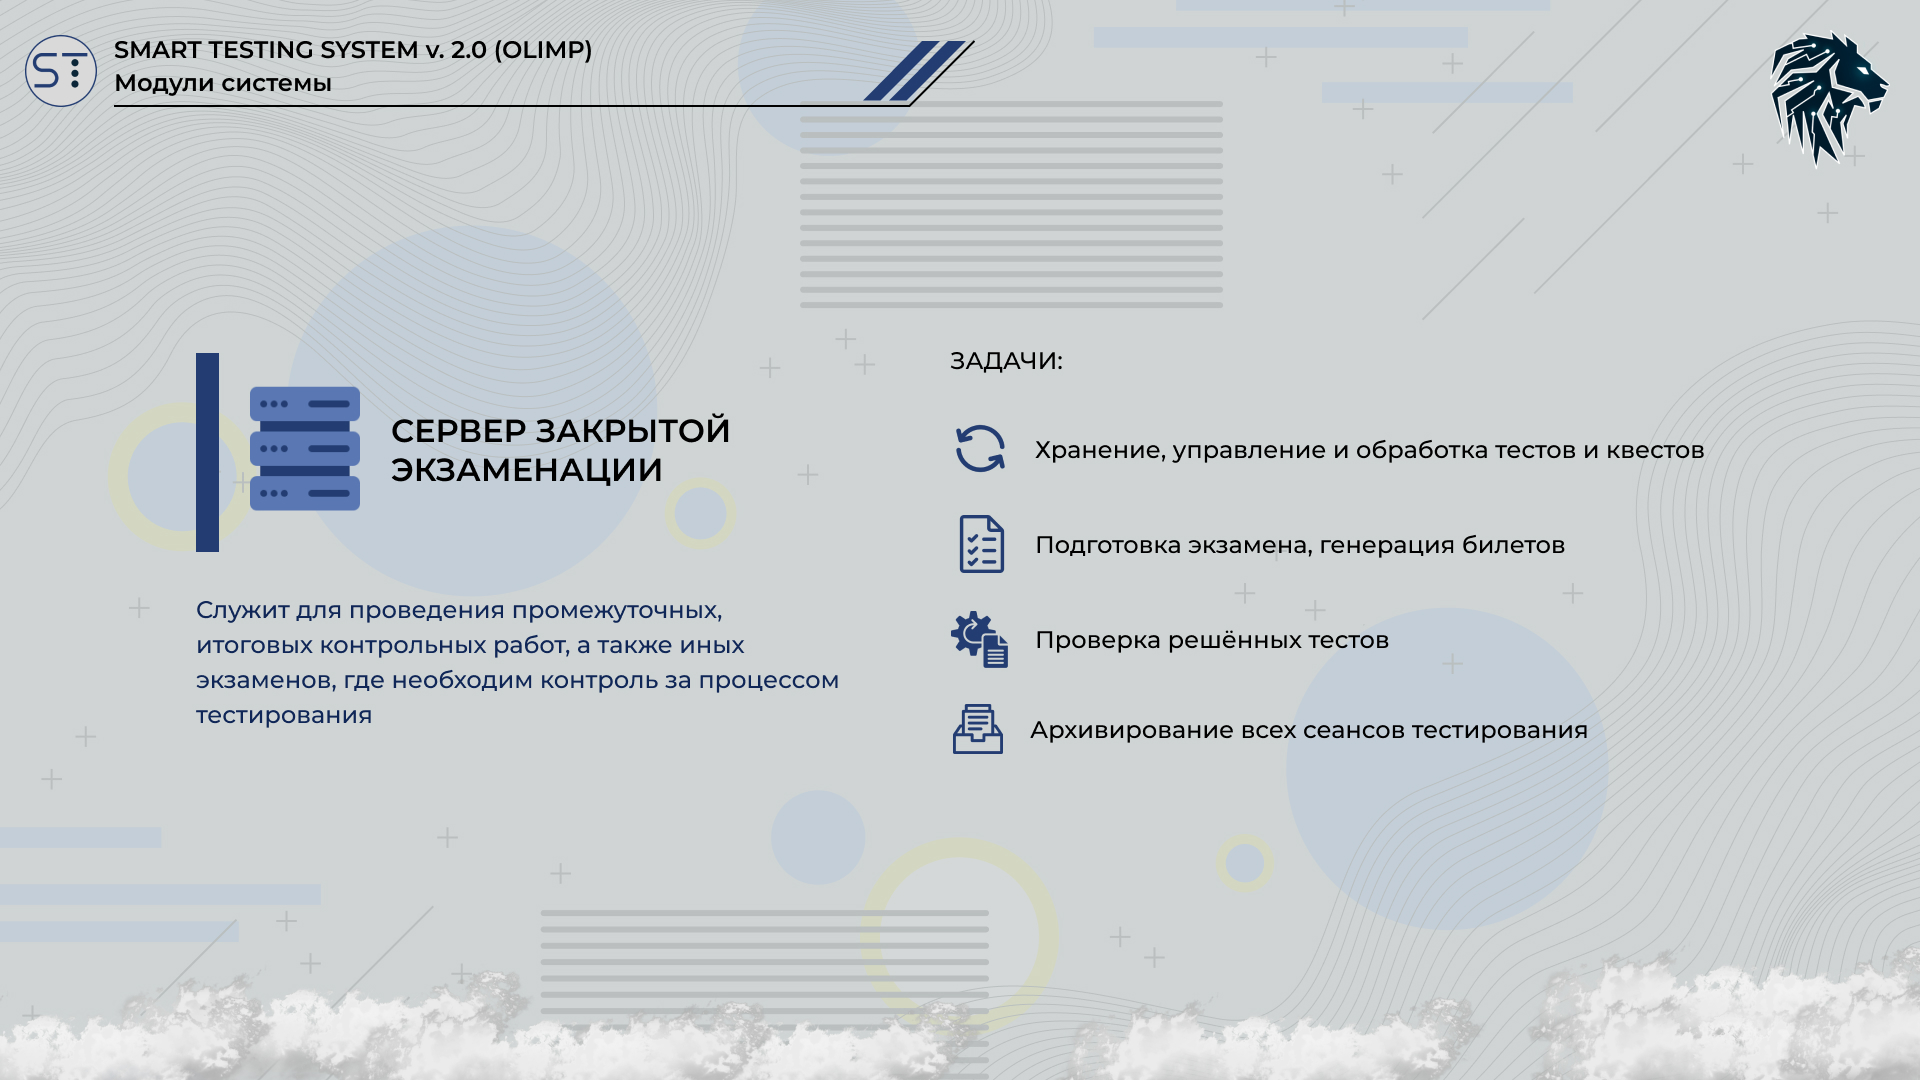 ST
SMART TESTING SYSTEM v. 2.0 (OLIMP)
Модули системы
СЕРВЕР ЗАКРЫТОЙ
ЭКЗАМЕНАЦИИ
Служит для проведения промежуточных,
итоговых контрольных работ, а также иных
экзаменов, где необходим контроль за процессом
тестирования
ЗАДАЧИ:
Хранение, управление и обработка тестов и квестов
Подготовка экзамена, генерация билетов
Проверка решённых тестов
Архивирование всех сеансов тестирования